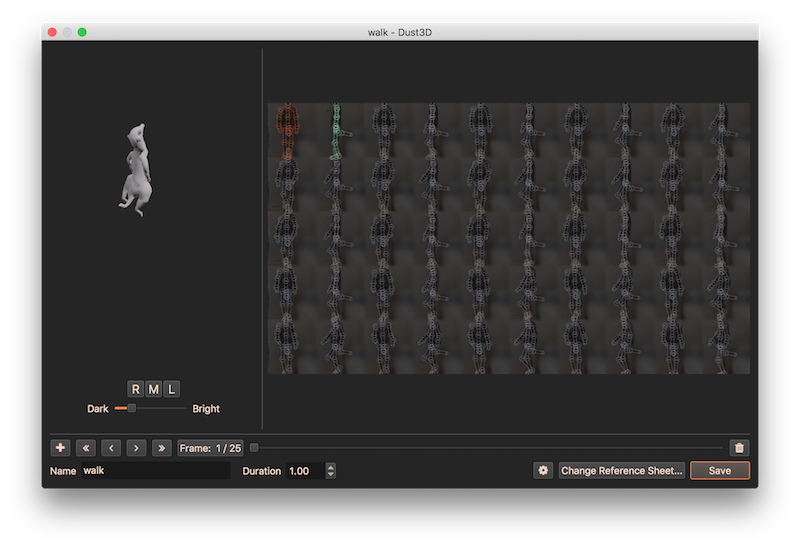 walk - Dust3D
R M L
Dark Bright
Frame: 1 / 25
Name walk Duration 1.00 Change Reference Sheet... Save